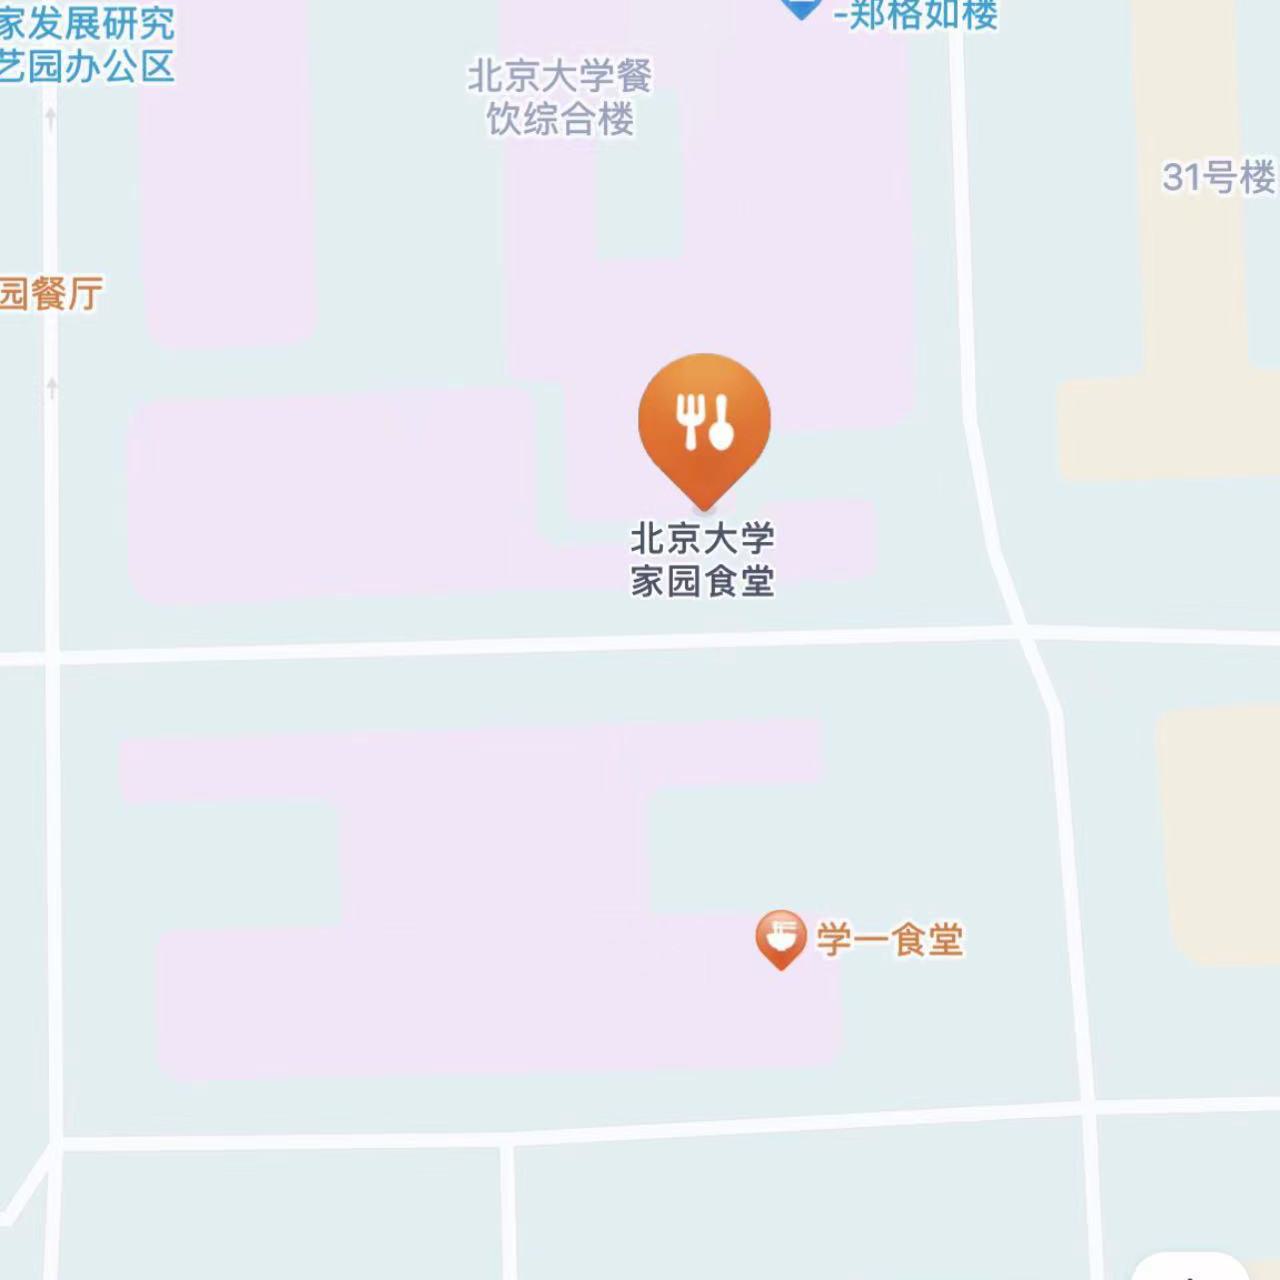 家发展研究
艺园办公区
-郑格如楼
北京大学餐
饮综合楼
31号楼
园餐厅
北京大学
家园食堂
学一食堂